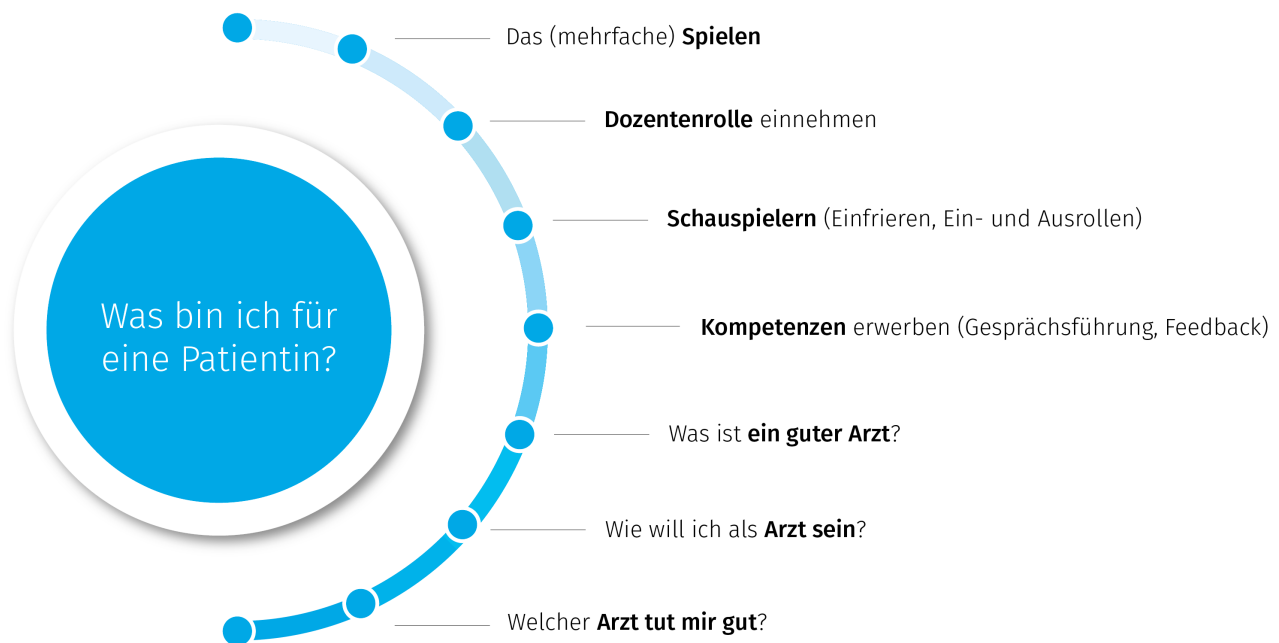 Das (mehrfache) Spielen
Dozentenrolle einnehmen
Schauspielern (Einfrieren, Ein- und Ausrollen)
Was bin ich für
eine Patientin?
Kompetenzen erwerben (Gesprächsführung, Feedback)
Was ist ein guter Arzt?
Wie will ich als Arzt sein?
Welcher Arzt tut mir gut?